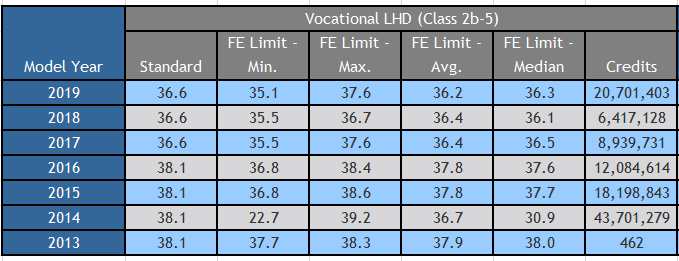 Vocational LHD (Class 2b-5)
Model Year Standard FE Limit - Min. FE Limit - Max. FE Limit - Avg. FE Limit - Median Credits
2019 36.6 35.1 37.6 36.2 36.3 20,701,403
2018 36.6 35.5 36.7 36.4 36.1 6,417,128
2017 36.6 35.5 37.6 36.4 36.5 8,939,731
2016 38.1 36.8 38.4 37.8 37.6 12,084,614
2015 38.1 36.8 38.6 37.8 37.7 18,198,843
2014 38.1 22.7 39.2 36.7 30.9 43,701,279
2013 38.1 37.7 38.3 37.9 38.0 462